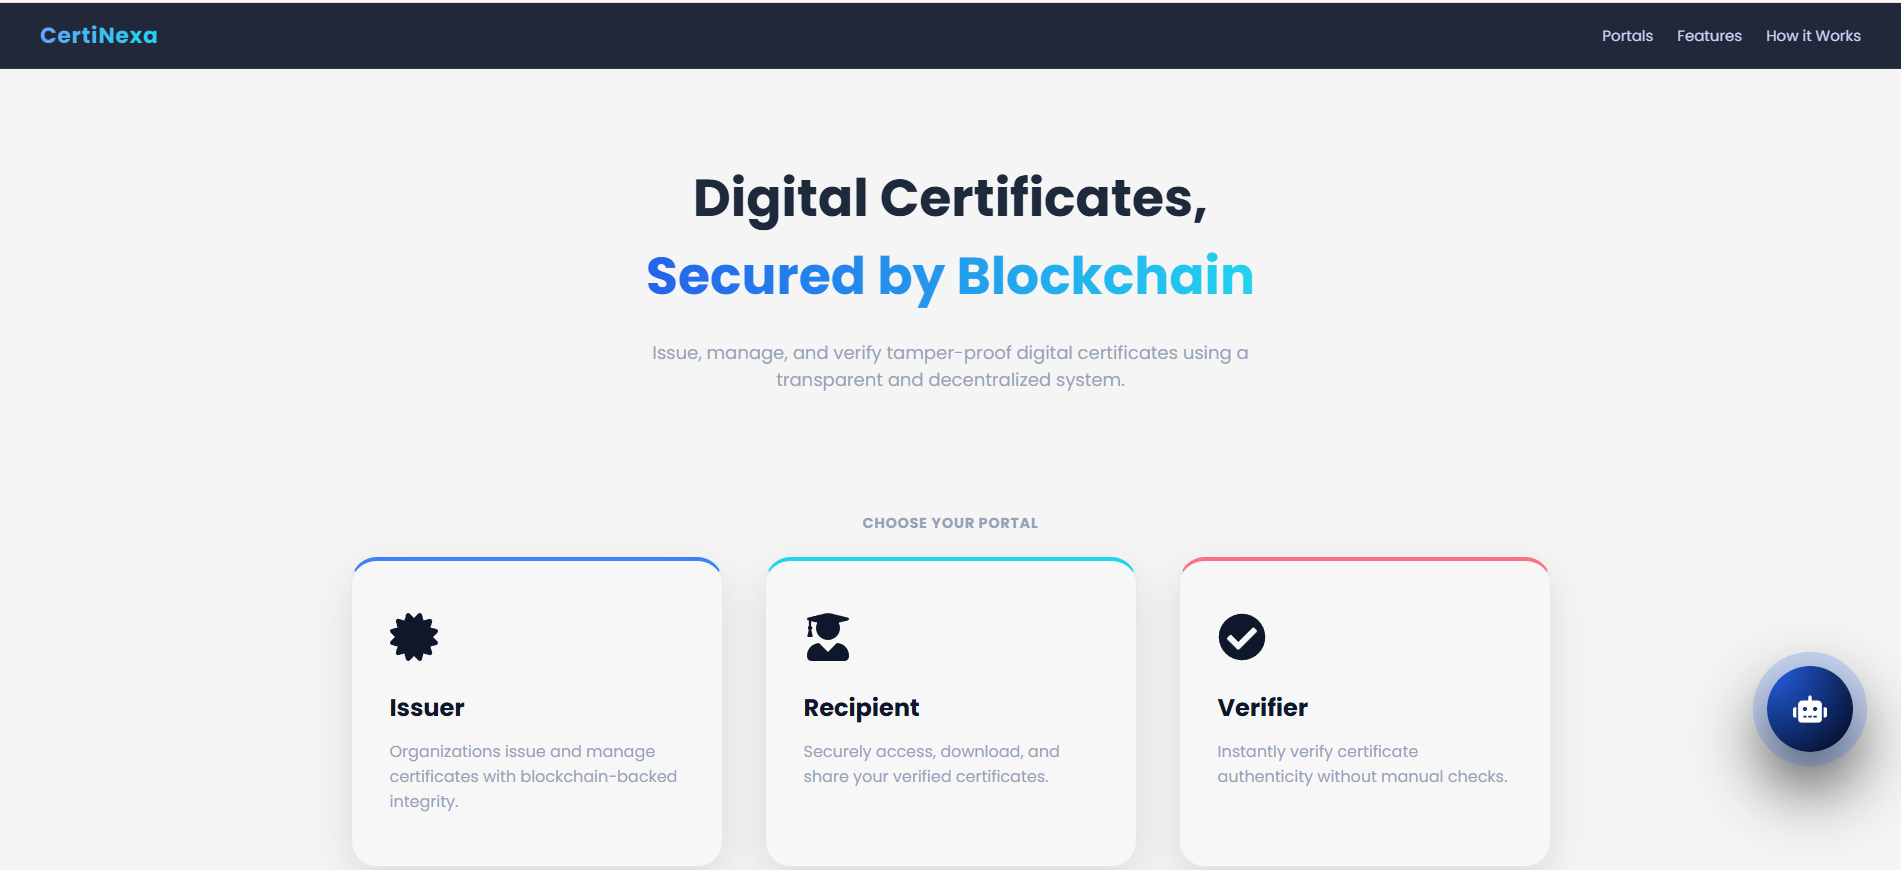 CertiNexa
Portals Features How it Works
Digital Certificates,
Secured by Blockchain
Issue, manage, and verify tamper-proof digital certificates using a
transparent and decentralized system.
CHOOSE YOUR PORTAL
Issuer
Organizations issue and manage
certificates with blockchain-backed
integrity.
Recipient
Securely access, download, and
share your verified certificates.
Verifier
Instantly verify certificate
authenticity without manual checks.